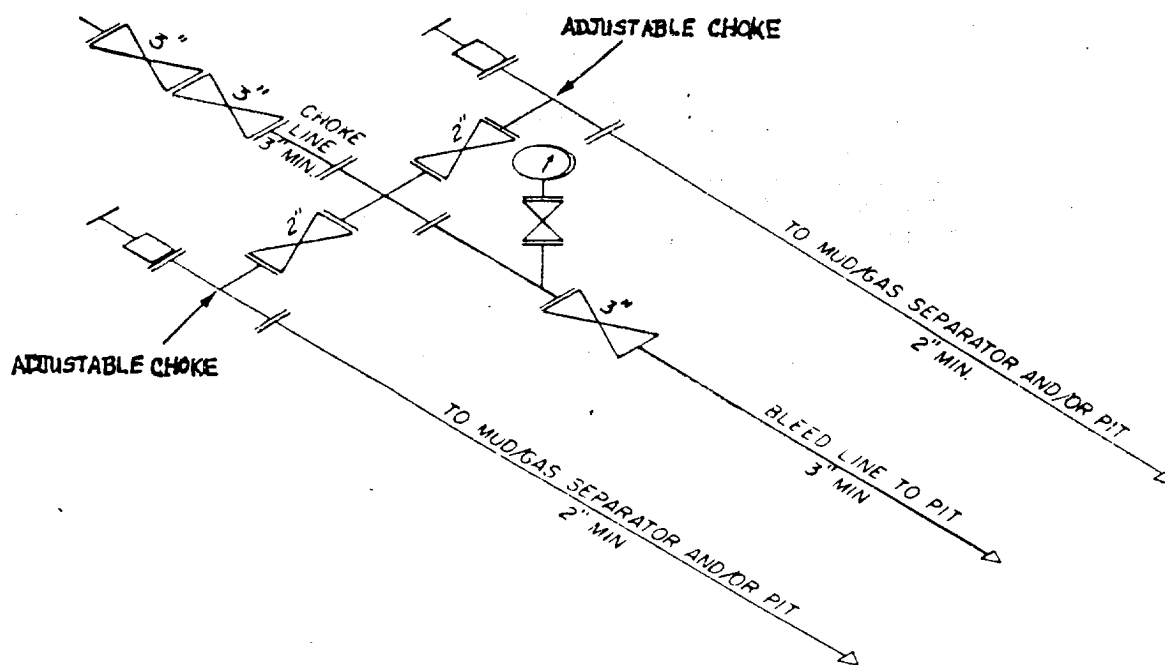 ADJUSTABLE CHOKE
3"
3"
CHOKE
LINE
3" MIN.
2"
2"
3"
ADJUSTABLE CHOKE
TO MUD/GAS SEPARATOR AND/OR PIT
2" MIN.
BLEED LINE TO PIT
3" MIN
TO MUD/GAS SEPARATOR AND/OR PIT
2" MIN